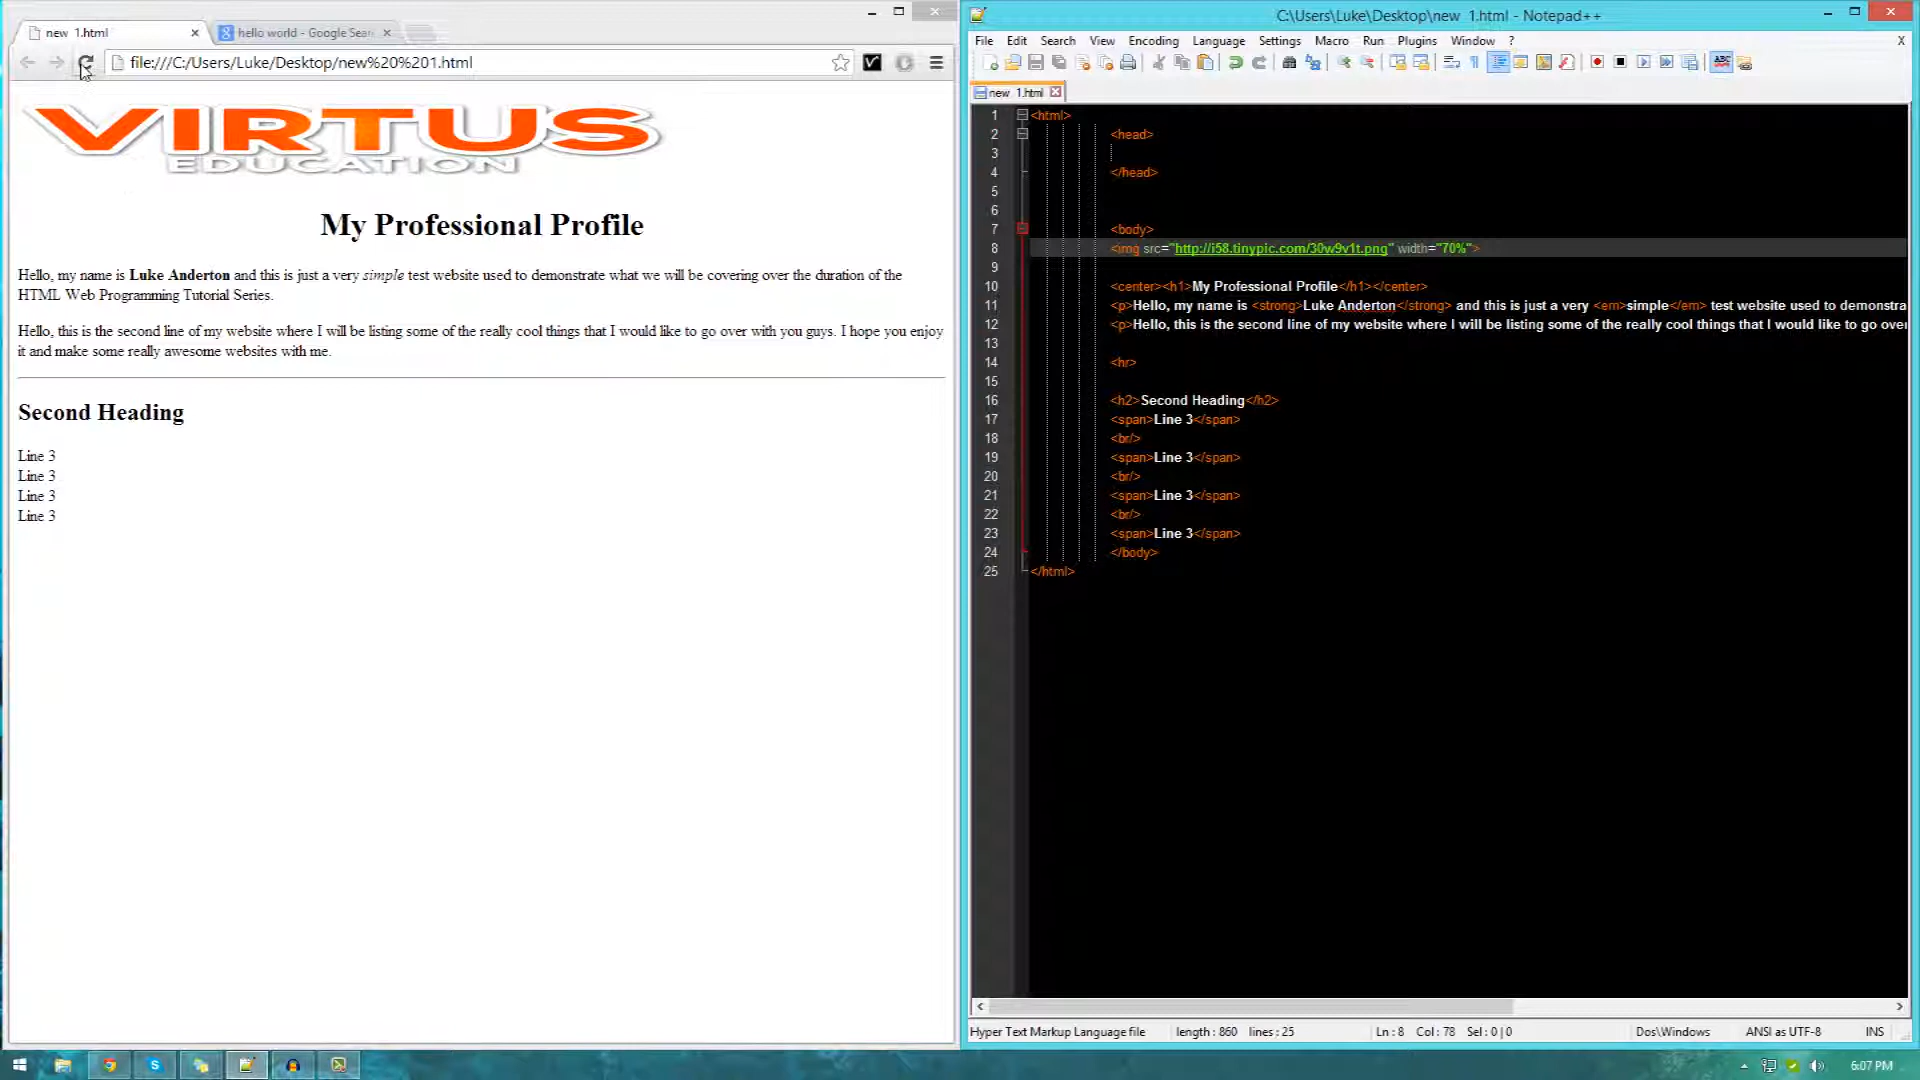 new 1.html
hello world - Google Sear
file:///C:/Users/Luke/Desktop/new%20%201.html
VIRTUS
EDUCATION
My Professional Profile
Hello, my name is Luke Anderton and this is just a very simple test website used to demonstrate what we will be covering over the duration of the
HTML Web Programming Tutorial Series.
Hello, this is the second line of my website where I will be listing some of the really cool things that I would like to go over with you guys. I hope you enjoy
it and make some really awesome websites with me.
Second Heading
Line 3
Line 3
Line 3
Line 3
C:\Users\Luke\Desktop\new 1.html - Notepad++
File Edit Search View Encoding Language Settings Macro Run Plugins Window ? X
new 1.html
1 <html>
2 <head>
3
4 </head>
5
6
7 <body>
8 <img src="http://i58.tinypic.com/30w9v1t.png" width="70%">
9
10 <center><h1>My Professional Profile</h1></center>
11 <p>Hello, my name is <strong>Luke Anderton</strong> and this is just a very <em>simple</em> test website used to demonstra
12 <p>Hello, this is the second line of my website where I will be listing some of the really cool things that I would like to go over
13
14 <hr>
15
16 <h2>Second Heading</h2>
17 <span>Line 3</span>
18 <br/>
19 <span>Line 3</span>
20 <br/>
21 <span>Line 3</span>
22 <br/>
23 <span>Line 3</span>
24 </body>
25 </html>
Hyper Text Markup Language file length : 860 lines : 25 Ln : 8 Col : 78 Sel : 0 | 0 Dos\Windows ANSI as UTF-8 INS
6:07 PM